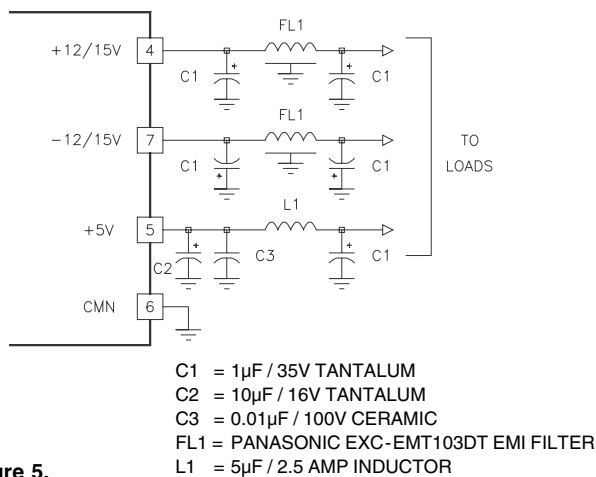 FL1
+12/15V 4
C1 + + C1
FL1
-12/15V 7
C1 + + C1
TO
LOADS
L1
+5V 5
C2 + C3 + C1
CMN 6
C1 = 1µF / 35V TANTALUM
C2 = 10µF / 16V TANTALUM
C3 = 0.01µF / 100V CERAMIC
FL1 = PANASONIC EXC-EMT103DT EMI FILTER
L1 = 5µF / 2.5 AMP INDUCTOR
re 5.